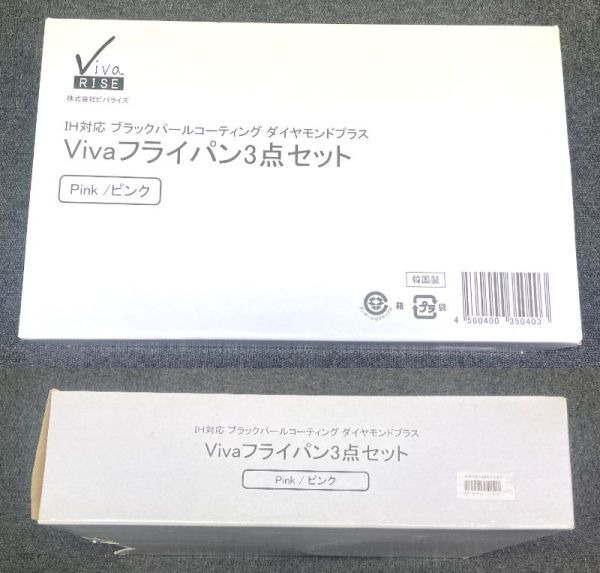 Viva
RISE
株式会社ビバライズ
IH対応 ブラックパールコーティング ダイヤモンドプラス
Vivaフライパン3点セット
Pink /ピンク
韓国製
箱 プラ 袋
4 560400 350403
IH対応 ブラックパールコーティング ダイヤモンドプラス
Vivaフライパン3点セット
Pink / ピンク